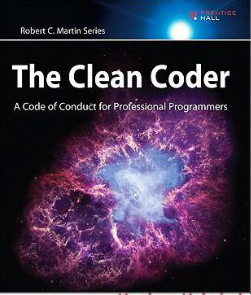 Robert C. Martin Series
PRENTICE
HALL
The Clean Coder
A Code of Conduct for Professional Programmers